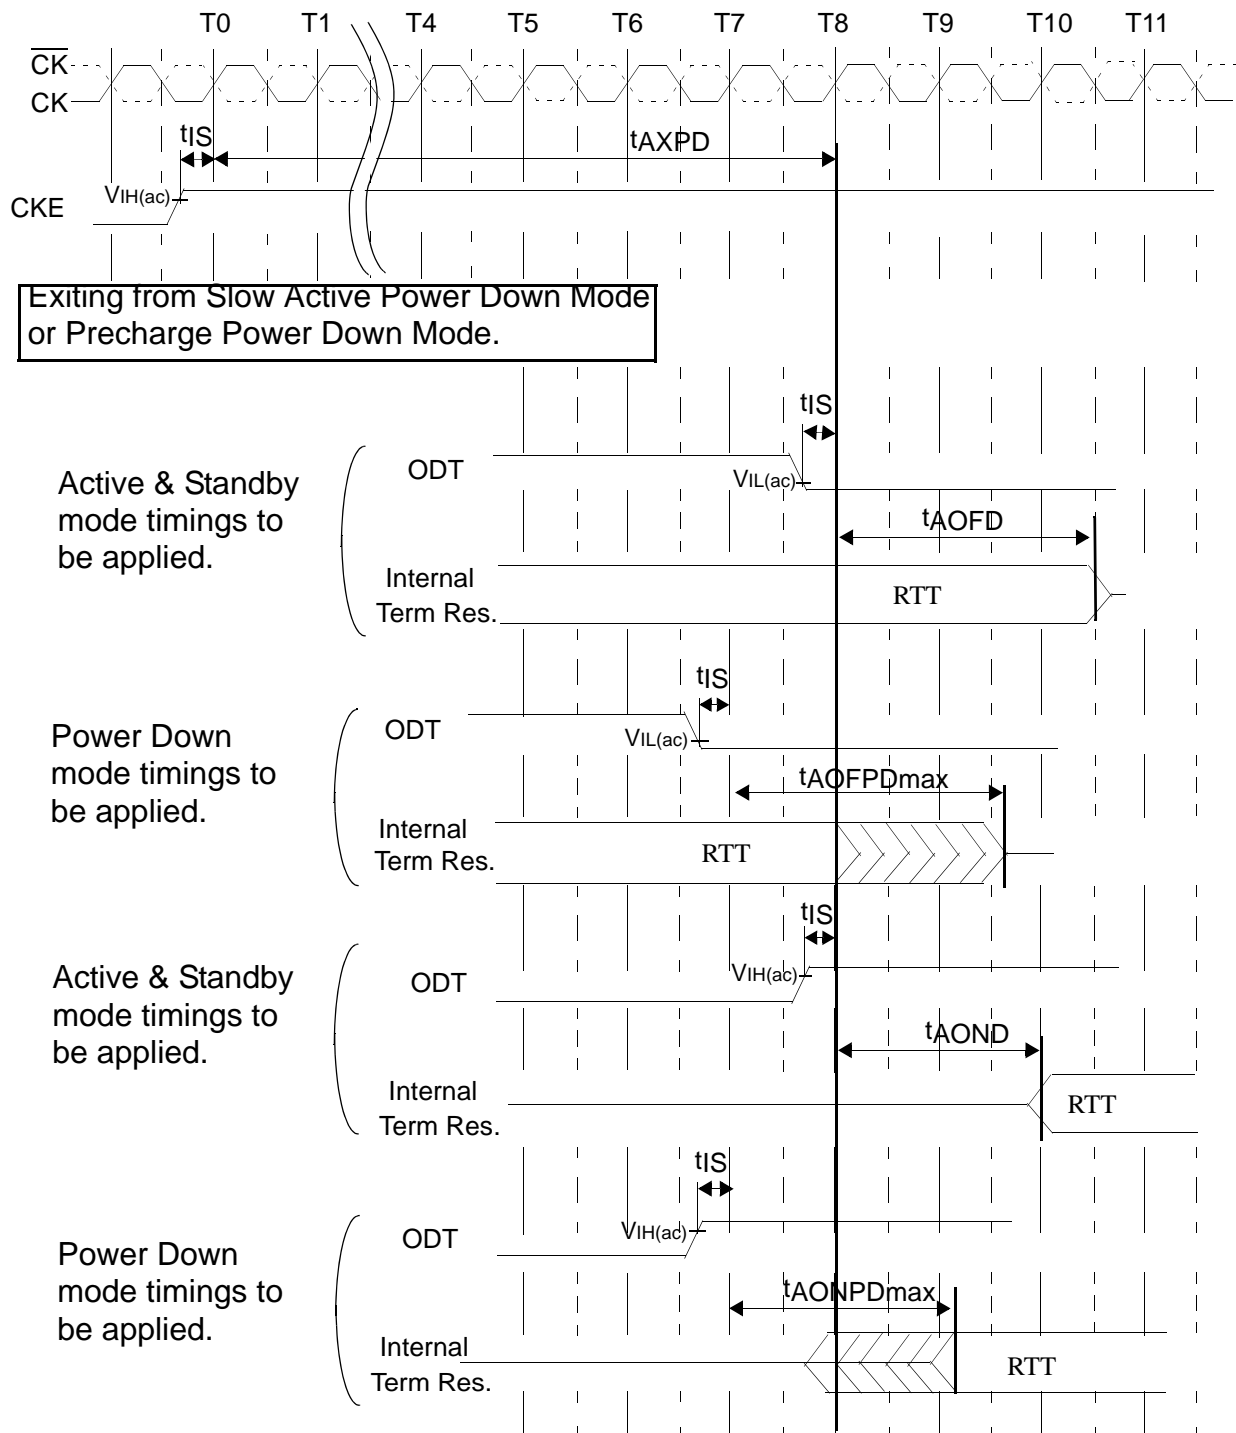 T0 T1 T4 T5 T6 T7 T8 T9 T10 T11
CK
CK
tIS
tAXPD
VIH(ac)
CKE
Exiting from Slow Active Power Down Mode
or Precharge Power Down Mode.
tIS
ODT
VIL(ac)
Active & Standby
mode timings to
be applied.
tAOFD
Internal
Term Res.
RTT
tIS
ODT
VIL(ac)
Power Down
mode timings to
be applied.
tAOFPDmax
Internal
Term Res.
RTT
tIS
VIH(ac)
ODT
Active & Standby
mode timings to
be applied.
tAOND
Internal
Term Res.
RTT
tIS
VIH(ac)
ODT
Power Down
mode timings to
be applied.
tAONPDmax
Internal
Term Res.
RTT